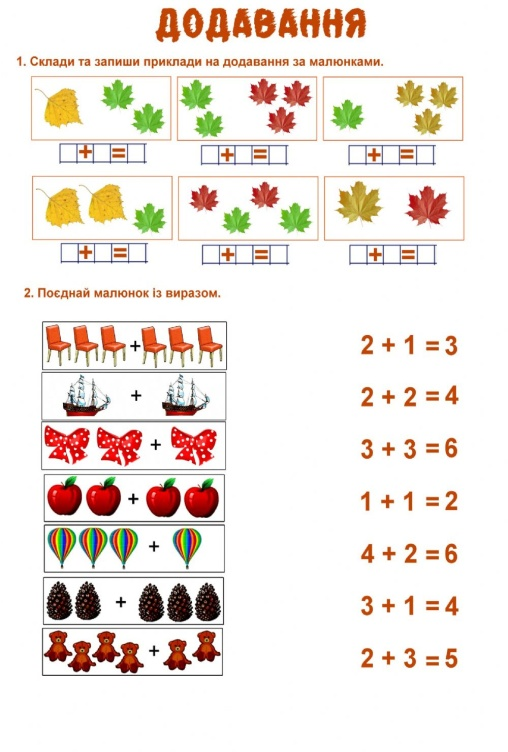 ДОДАВАННЯ
1. Склади та запиши приклади на додавання за малюнками.
+ =
+ =
+ =
+ =
+ =
+ =
2. Поєднай малюнок із виразом.
+ 2 + 1 = 3
+ 2 + 2 = 4
+ 3 + 3 = 6
+ 1 + 1 = 2
+ 4 + 2 = 6
+ 3 + 1 = 4
+ 2 + 3 = 5